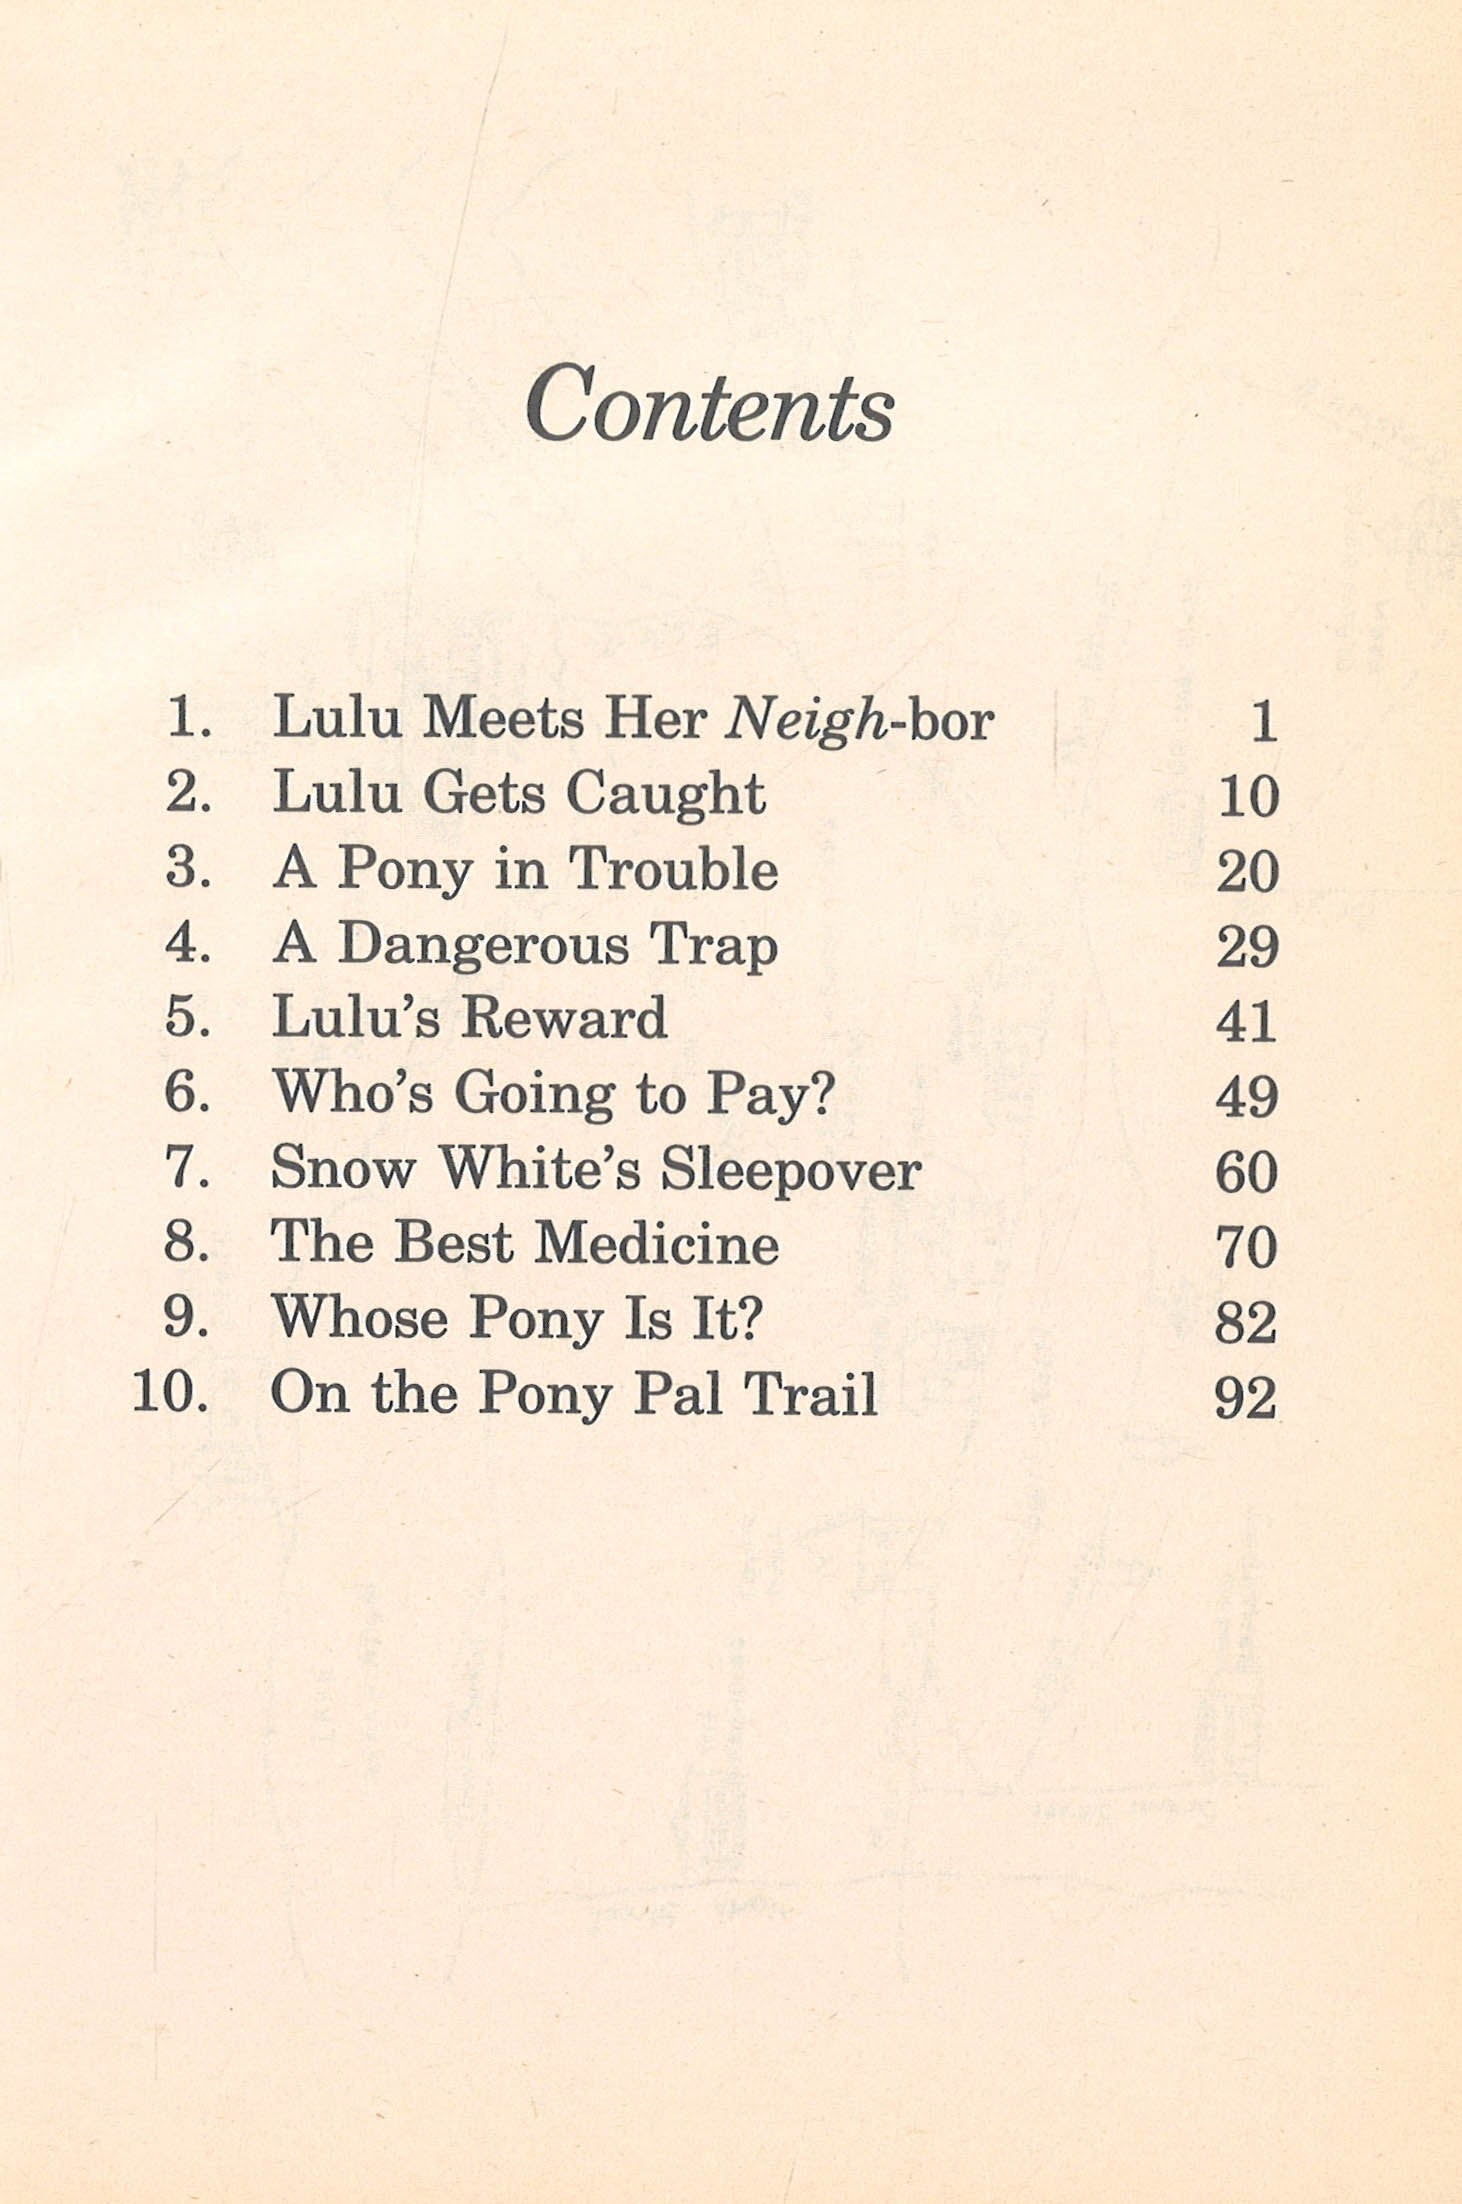 Contents
1. Lulu Meets Her Neigh-bor 1
2. Lulu Gets Caught 10
3. A Pony in Trouble 20
4. A Dangerous Trap 29
5. Lulu's Reward 41
6. Who's Going to Pay? 49
7. Snow White's Sleepover 60
8. The Best Medicine 70
9. Whose Pony Is It? 82
10. On the Pony Pal Trail 92